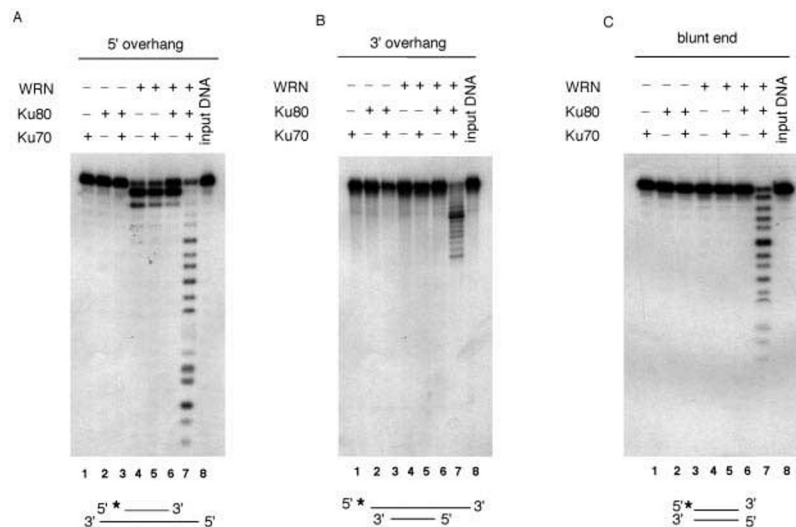 A
5' overhang
WRN − − − + + + +
Ku80 − + + − − + +
Ku70 + − + − + − +
input DNA
1 2 3 4 5 6 7 8
5' * 3'
3' 5'
B
3' overhang
WRN − − − + + + +
Ku80 − + + − − + +
Ku70 + − + − + − +
input DNA
1 2 3 4 5 6 7 8
5' * 3'
3' 5'
C
blunt end
WRN − − − + + + +
Ku80 − + + − − + +
Ku70 + − + − + − +
input DNA
1 2 3 4 5 6 7 8
5' * 3'
3' 5'